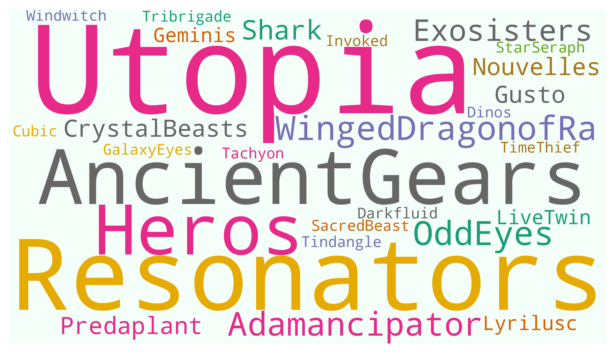 Windwitch
Tribrigade
Utopia
Geminis
Shark
Invoked
Exosisters
StarSeraph
Nouvelles
Gusto
Dinos
Cubic
CrystalBeasts
WingedDragonofRa
GalaxyEyes
Tachyon
TimeThief
AncientGears
Heros
Darkfluid
SacredBeast
Tindangle
OddEyes
LiveTwin
Resonators
Predaplant
Adamancipator
Lyrilusc